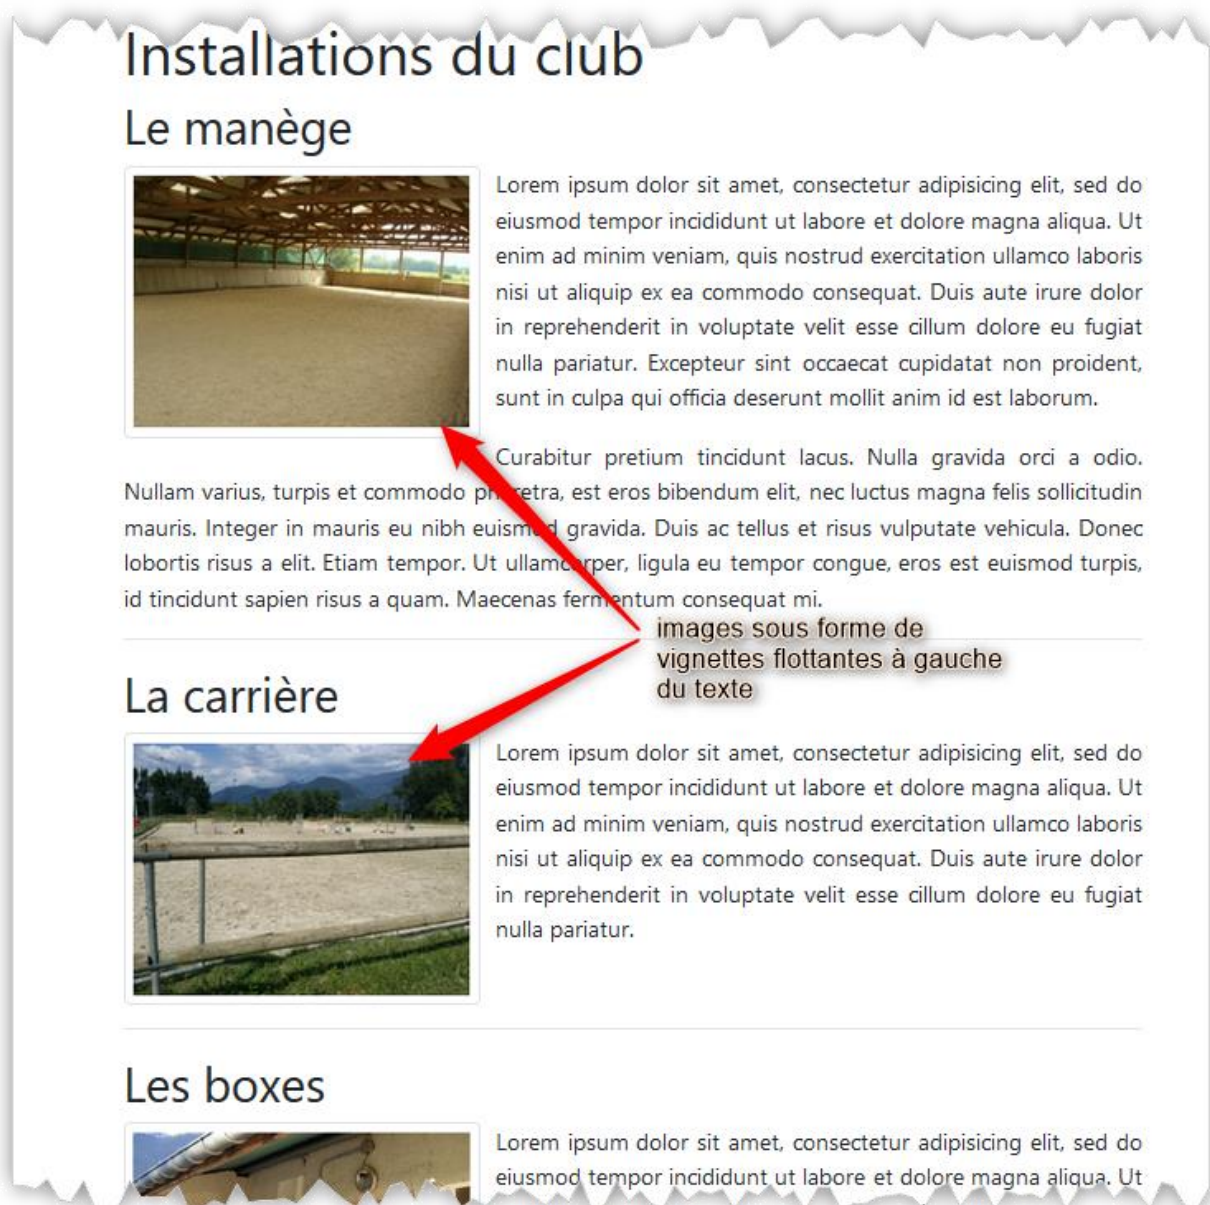 Installations du club
Le manège
Lorem ipsum dolor sit amet, consectetur adipisicing elit, sed do
eiusmod tempor incididunt ut labore et dolore magna aliqua. Ut
enim ad minim veniam, quis nostrud exercitation ullamco laboris
nisi ut aliquip ex ea commodo consequat. Duis aute irure dolor
in reprehenderit in voluptate velit esse cillum dolore eu fugiat
nulla pariatur. Excepteur sint occaecat cupidatat non proident,
sunt in culpa qui officia deserunt mollit anim id est laborum.
Curabitur pretium tincidunt lacus. Nulla gravida orci a odio.
Nullam varius, turpis et commodo pharetra, est eros bibendum elit, nec luctus magna felis sollicitudin
mauris. Integer in mauris eu nibh euismod gravida. Duis ac tellus et risus vulputate vehicula. Donec
lobortis risus a elit. Etiam tempor. Ut ullamcorper, ligula eu tempor congue, eros est euismod turpis,
id tincidunt sapien risus a quam. Maecenas fermentum consequat mi.
images sous forme de
vignettes flottantes à gauche
du texte
La carrière
Lorem ipsum dolor sit amet, consectetur adipisicing elit, sed do
eiusmod tempor incididunt ut labore et dolore magna aliqua. Ut
enim ad minim veniam, quis nostrud exercitation ullamco laboris
nisi ut aliquip ex ea commodo consequat. Duis aute irure dolor
in reprehenderit in voluptate velit esse cillum dolore eu fugiat
nulla pariatur.
Les boxes
Lorem ipsum dolor sit amet, consectetur adipisicing elit, sed do
eiusmod tempor incididunt ut labore et dolore magna aliqua. Ut